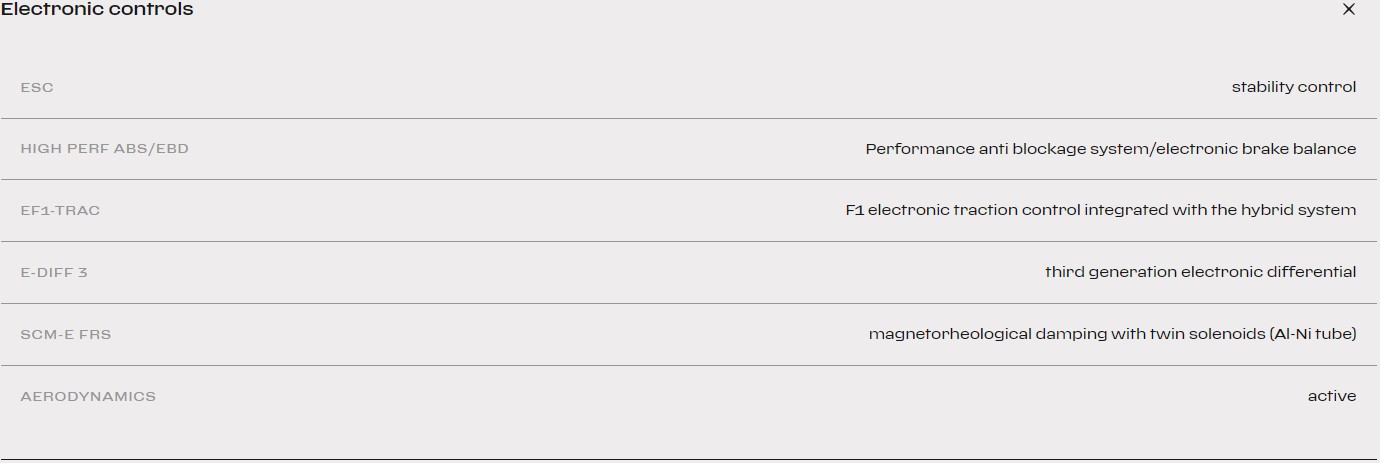 Electronic controls
ESC stability control
HIGH PERF ABS/EBD Performance anti blockage system/electronic brake balance
EF1-TRAC F1 electronic traction control integrated with the hybrid system
E-DIFF 3 third generation electronic differential
SCM-E FRS magnetorheological damping with twin solenoids (Al-Ni tube)
AERODYNAMICS active